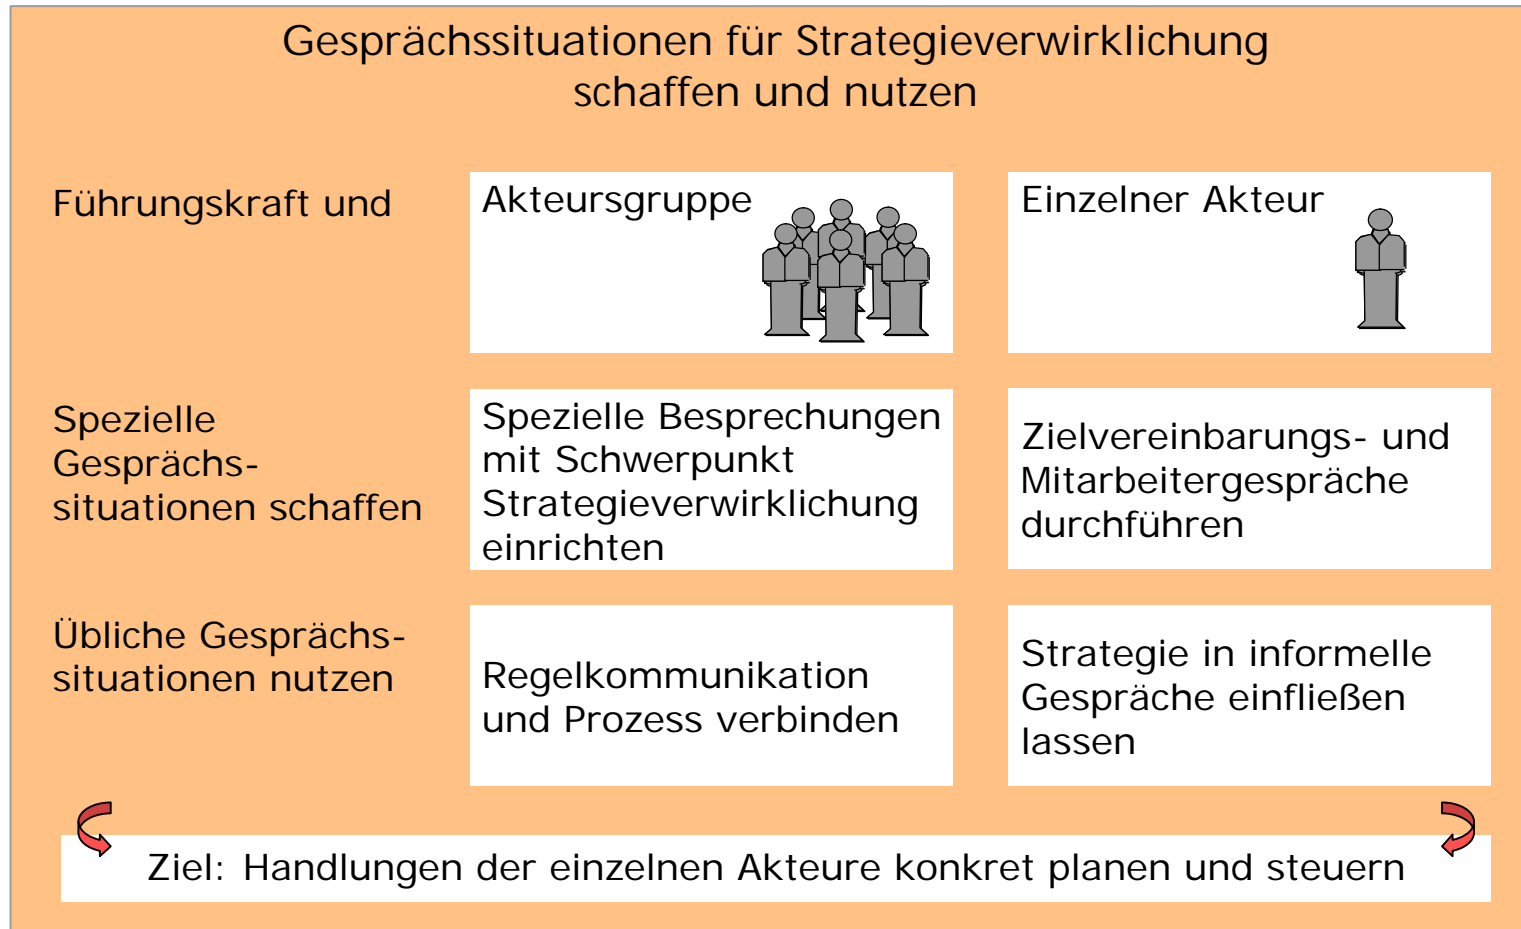 Gesprächssituationen für Strategieverwirklichung
schaffen und nutzen
Führungskraft und
Akteursgruppe
Einzelner Akteur
Spezielle
Gesprächs-
situationen schaffen
Spezielle Besprechungen
mit Schwerpunkt
Strategieverwirklichung
einrichten
Zielvereinbarungs- und
Mitarbeitergespräche
durchführen
Übliche Gesprächs-
situationen nutzen
Regelkommunikation
und Prozess verbinden
Strategie in informelle
Gespräche einfließen
lassen
Ziel: Handlungen der einzelnen Akteure konkret planen und steuern